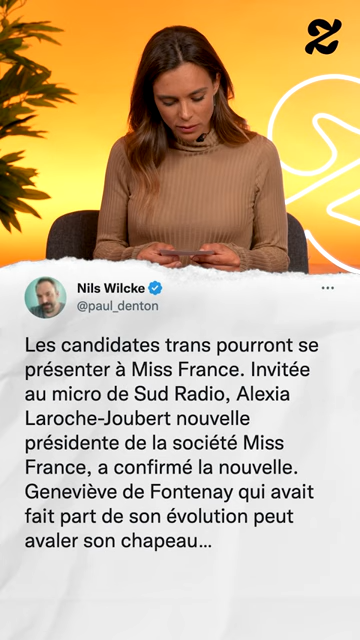 Nils Wilcke
@paul_denton
Les candidates trans pourront se
présenter à Miss France. Invitée
au micro de Sud Radio, Alexia
Laroche-Joubert nouvelle
présidente de la société Miss
France, a confirmé la nouvelle.
Geneviève de Fontenay qui avait
fait part de son évolution peut
avaler son chapeau...